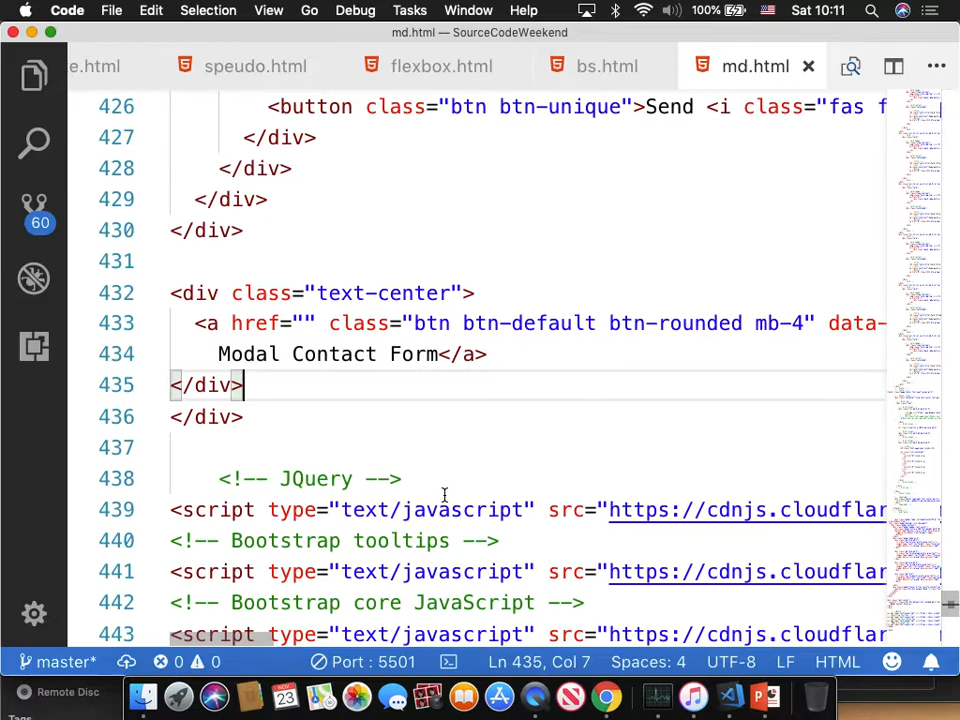 Code File Edit Selection View Go Debug Tasks Window Help 100% Sat 10:11
md.html — SourceCodeWeekend
e.html speudo.html flexbox.html bs.html md.html
426 <button class="btn btn-unique">Send <i class="fas f
427 </div>
428 </div>
429 </div>
430 </div>
431
432 <div class="text-center">
433 <a href="" class="btn btn-default btn-rounded mb-4" data-
434 Modal Contact Form</a>
435 </div>
436 </div>
437
438 <!-- JQuery -->
439 <script type="text/javascript" src="https://cdnjs.cloudflar
440 <!-- Bootstrap tooltips -->
441 <script type="text/javascript" src="https://cdnjs.cloudflar
442 <!-- Bootstrap core JavaScript -->
443 <script type="text/javascript" src="https://cdnjs.cloudflar
60
master* 0 0 Port : 5501 Ln 435, Col 7 Spaces: 4 UTF-8 LF HTML
Remote Disc
NOV
23
Tags